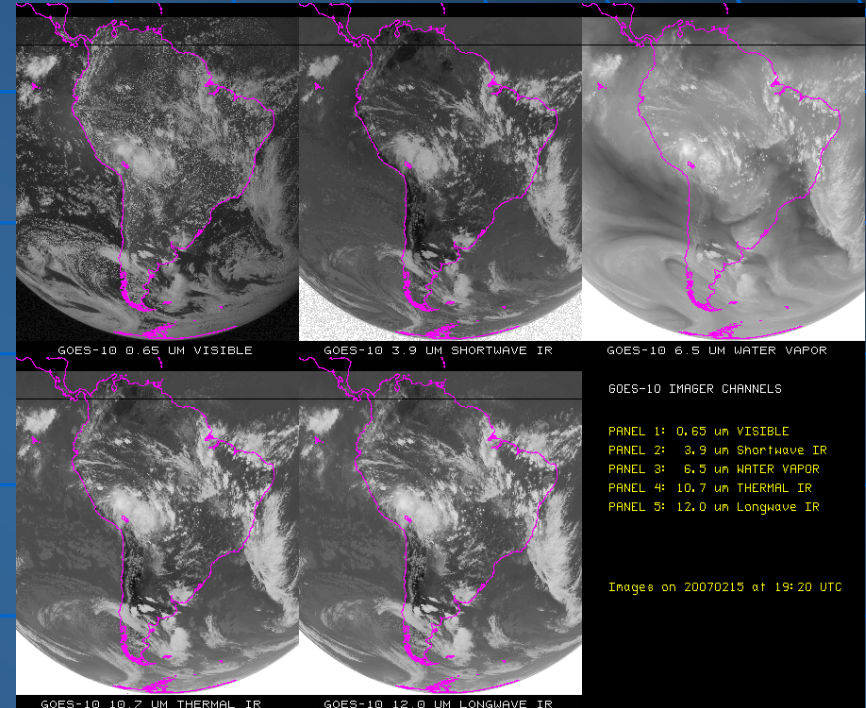 GOES-10 0.65 UM VISIBLE
GOES-10 3.9 UM SHORTWAVE IR
GOES-10 6.5 UM WATER VAPOR
GOES-10 IMAGER CHANNELS
PANEL 1: 0.65 um VISIBLE
PANEL 2: 3.9 um Shortwave IR
PANEL 3: 6.5 um WATER VAPOR
PANEL 4: 10.7 um THERMAL IR
PANEL 5: 12.0 um Longwave IR
Images on 20070215 at 19:20 UTC
GOES-10 10.7 UM THERMAL IR
GOES-10 12.0 UM LONGWAVE IR